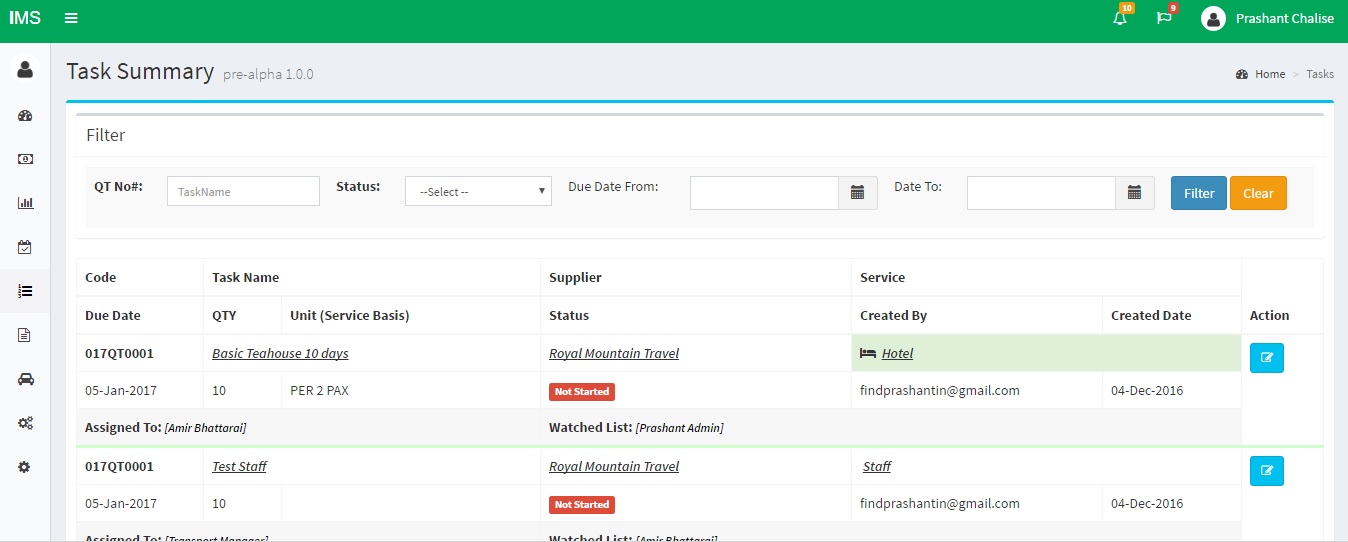 IMS 10 9 Prashant Chalise
Task Summary pre-alpha 1.0.0 Home > Tasks
Filter
QT No#: TaskName Status: --Select -- Due Date From: Date To: Filter Clear
Code Task Name Supplier Service
Due Date QTY Unit (Service Basis) Status Created By Created Date Action
017QT0001 Basic Teahouse 10 days Royal Mountain Travel Hotel
05-Jan-2017 10 PER 2 PAX Not Started findprashantin@gmail.com 04-Dec-2016
Assigned To: [Amir Bhattarai] Watched List: [Prashant Admin]
017QT0001 Test Staff Royal Mountain Travel Staff
05-Jan-2017 10 Not Started findprashantin@gmail.com 04-Dec-2016
Assigned To: [Transport Manager] Watched List: [Amir Bhattarai]